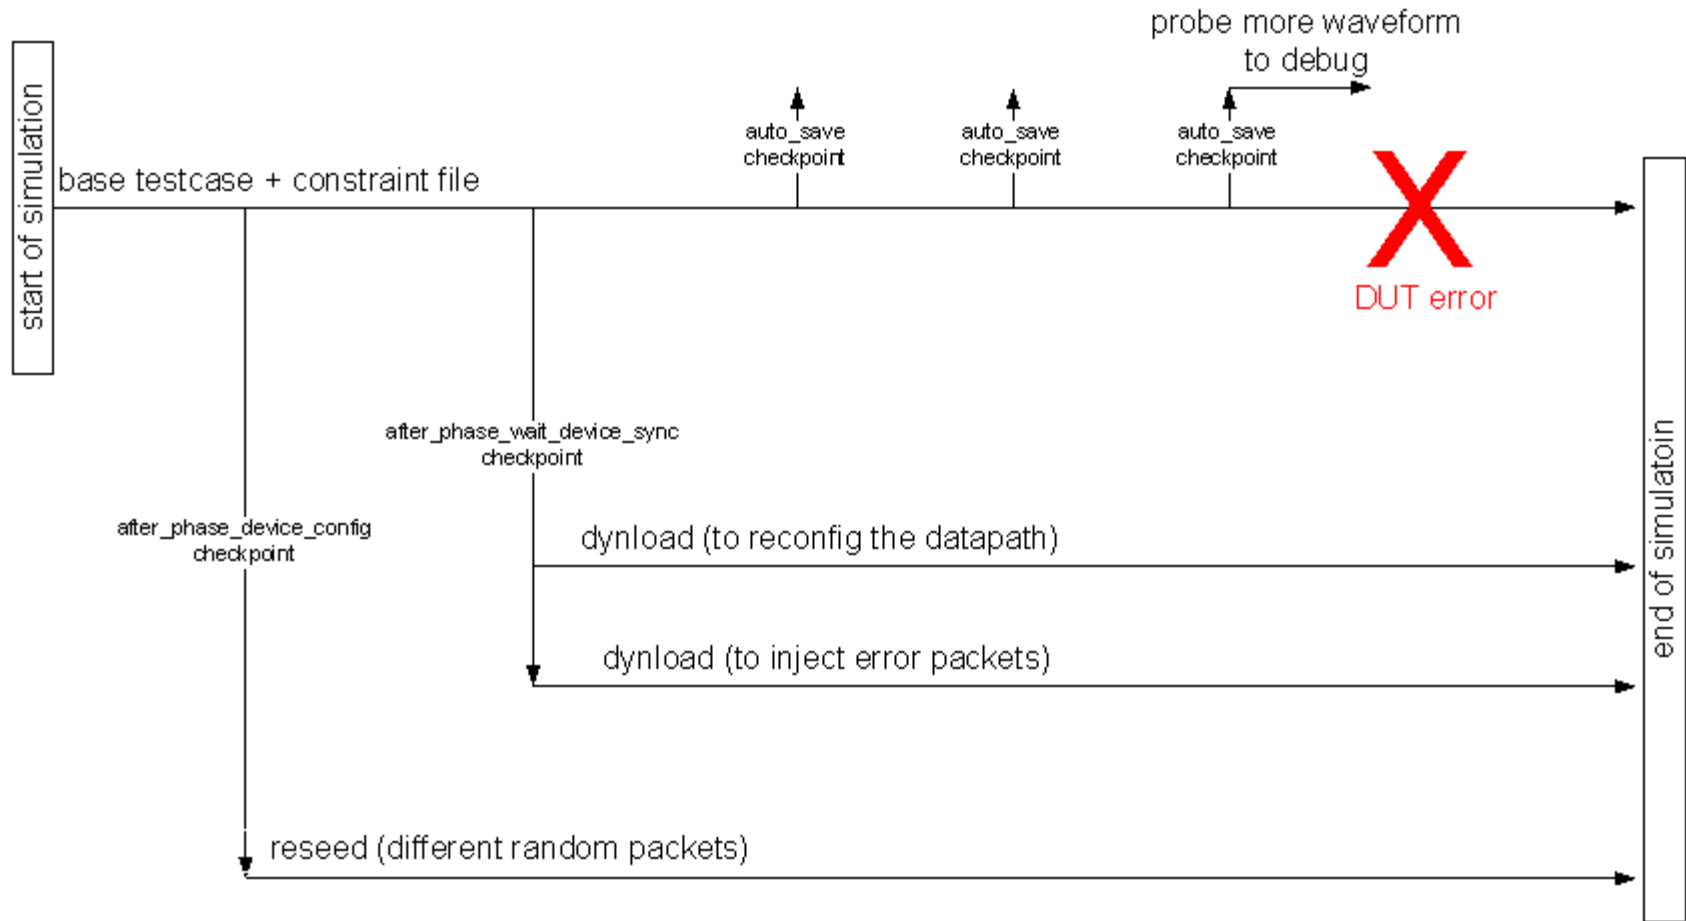 probe more waveform
to debug
start of simulation
auto_save
checkpoint
auto_save
checkpoint
auto_save
checkpoint
base testcase + constraint file
X
DUT error
after_phase_wait_device_sync
checkpoint
after_phase_device_config
checkpoint
dynload (to reconfig the datapath)
end of simulatoin
dynload (to inject error packets)
reseed (different random packets)